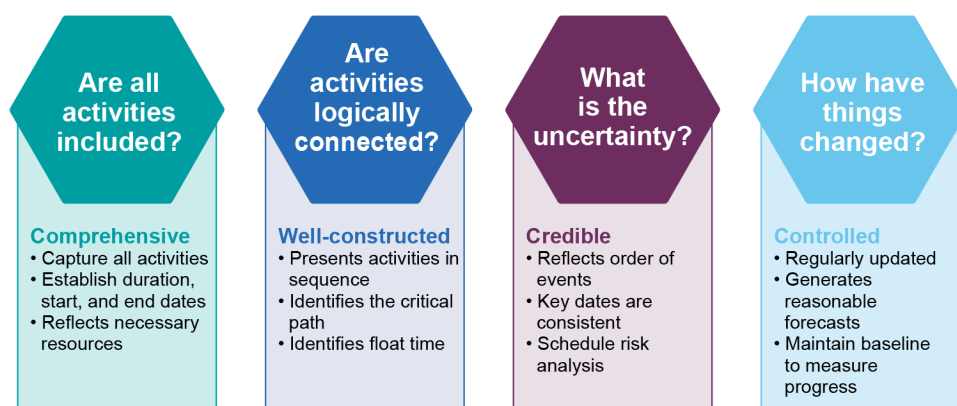 Are all
activities
included?
Comprehensive
• Capture all activities
• Establish duration,
start, and end dates
• Reflects necessary
resources
Are
activities
logically
connected?
Well-constructed
• Presents activities in
sequence
• Identifies the critical
path
• Identifies float time
What
is the
uncertainty?
Credible
• Reflects order of
events
• Key dates are
consistent
• Schedule risk
analysis
How have
things
changed?
Controlled
• Regularly updated
• Generates
reasonable
forecasts
• Maintain baseline
to measure
progress